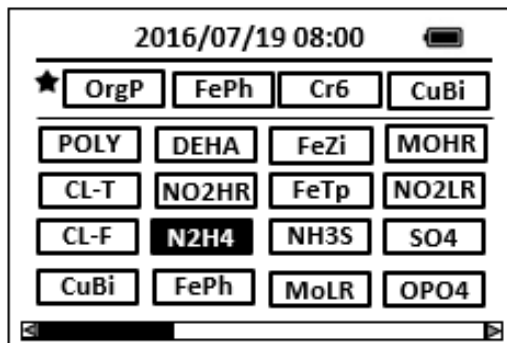 2016/07/19 08:00
OrgP FePh Cr6 CuBi
POLY DEHA FeZi MOHR
CL-T NO2HR FeTp NO2LR
CL-F N2H4 NH3S SO4
CuBi FePh MoLR OPO4